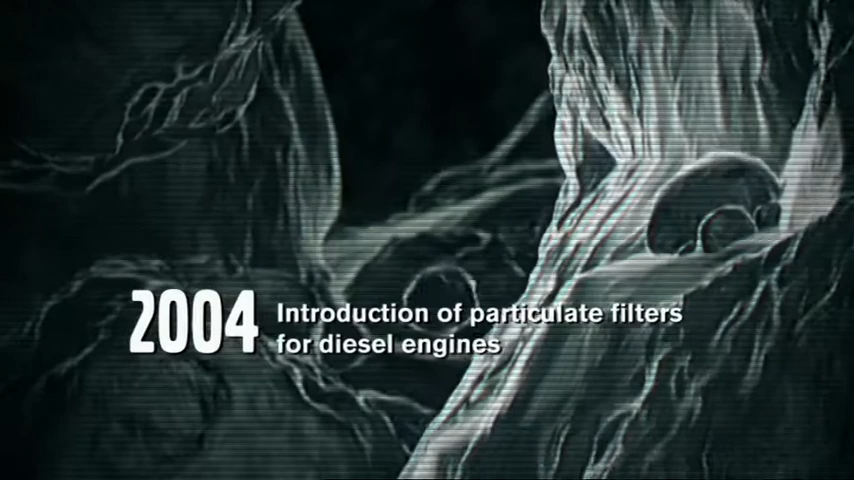 2004
Introduction of particulate filters
for diesel engines